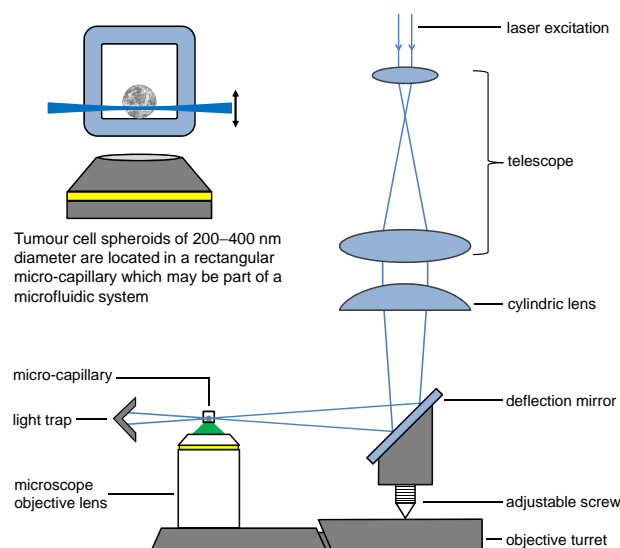 laser excitation
telescope
Tumour cell spheroids of 200–400 nm
diameter are located in a rectangular
micro-capillary which may be part of a
microfluidic system
cylindric lens
micro-capillary
light trap
deflection mirror
microscope
objective lens
adjustable screw
objective turret